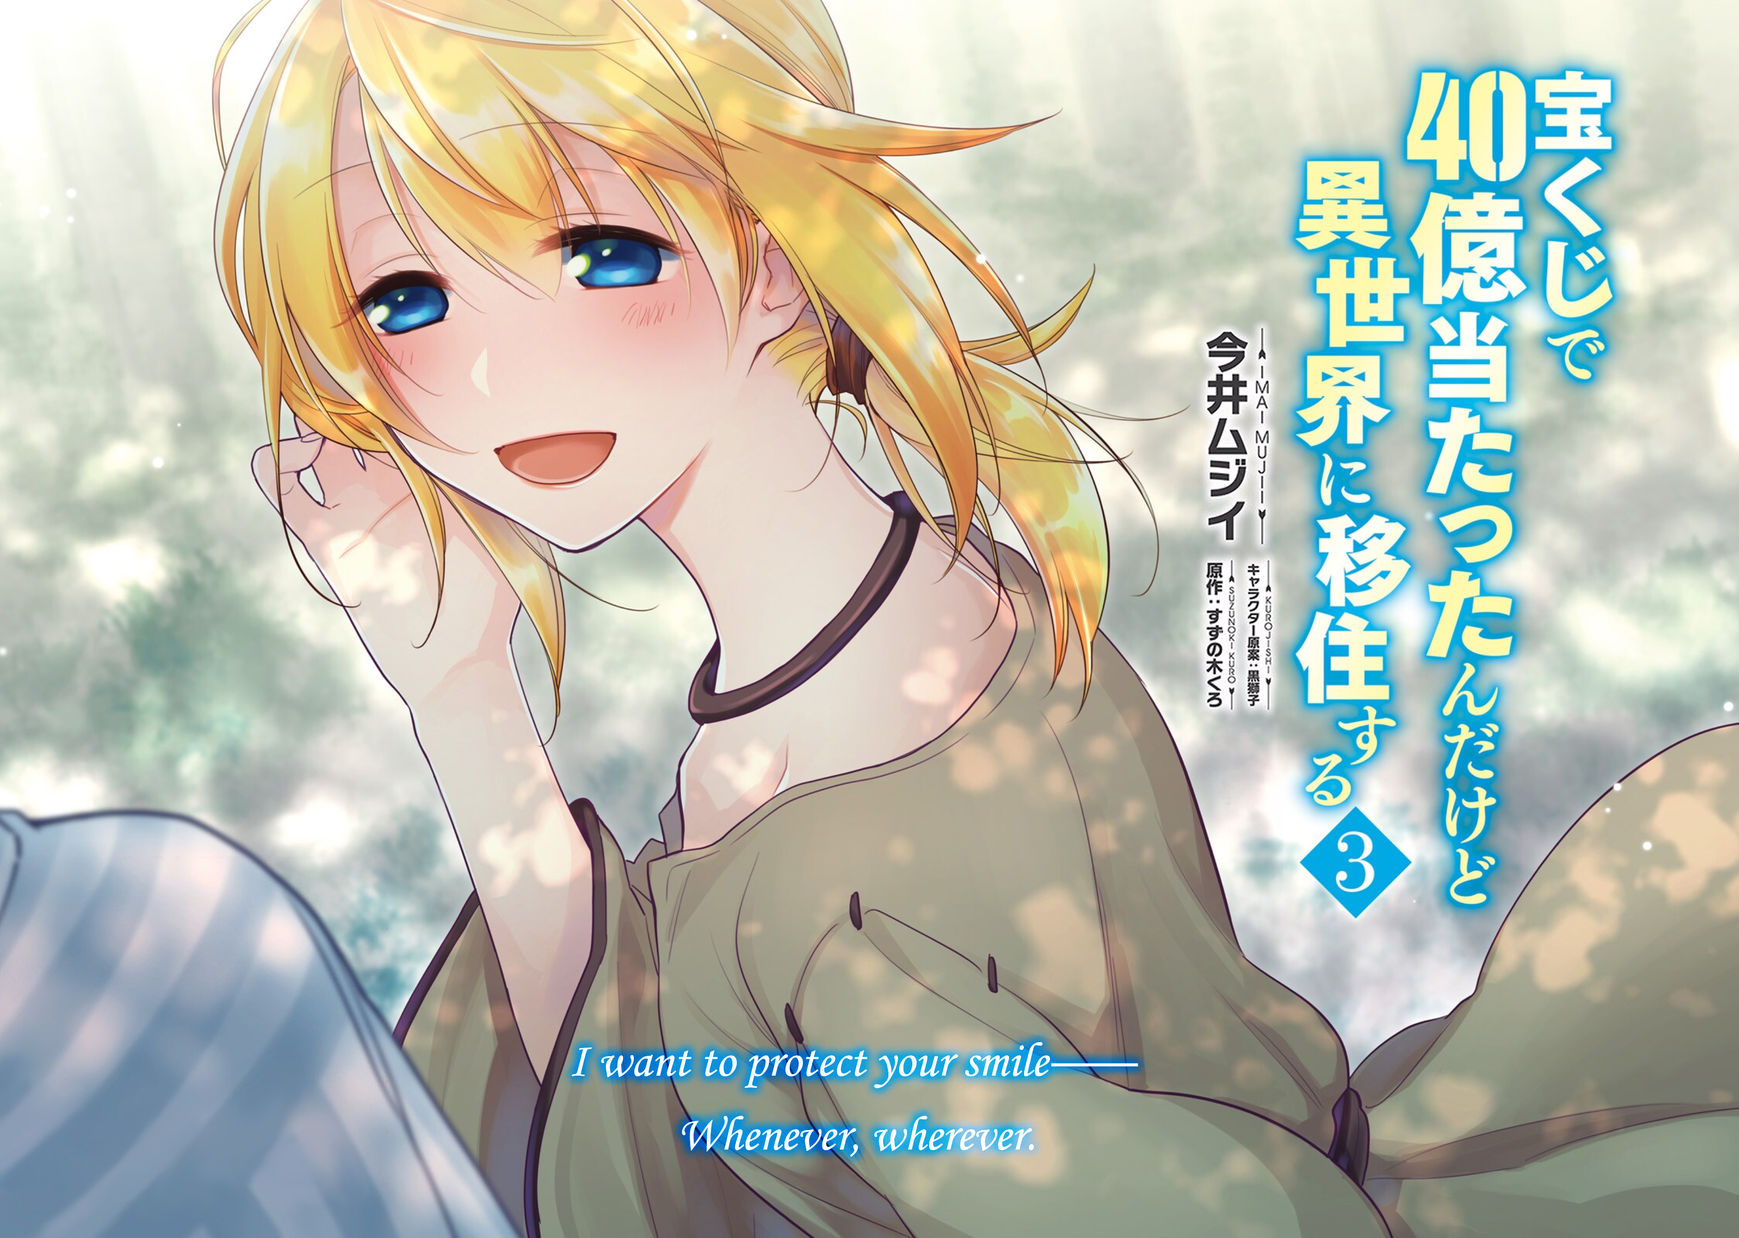 宝くじで
40億当たったんだけど
異世界に移住する
3
IMAI MUJII
今井ムジイ
KUROJISHI
キャラクター原案：黒獅子
SUZUNOKI KURO
原作：すずの木くろ
I want to protect your smile——
Whenever, wherever.